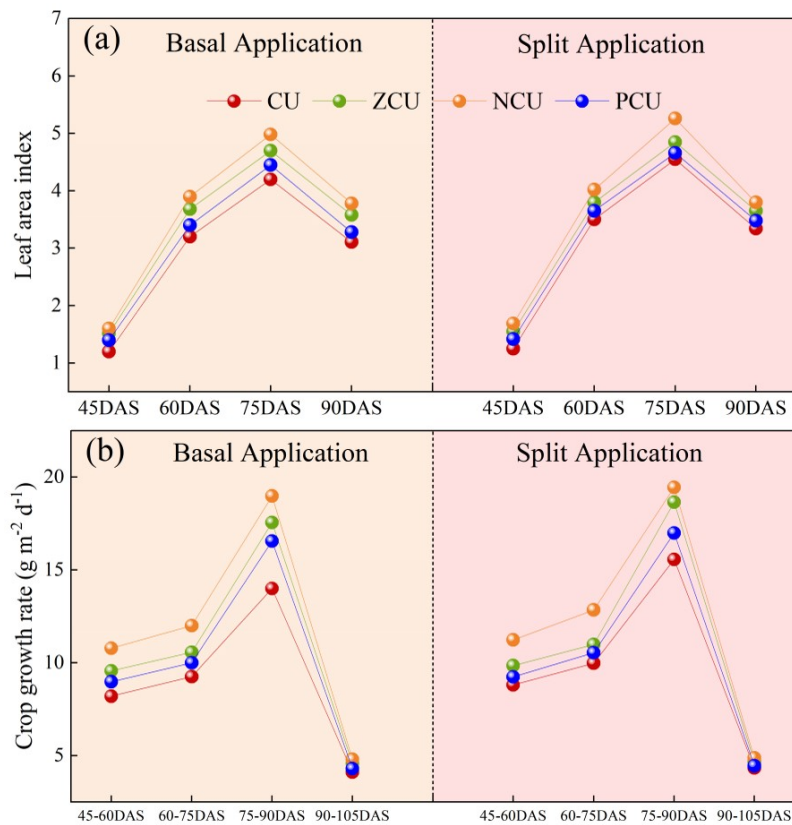 (a) Basal Application Split Application
CU ZCU NCU PCU
Leaf area index
7
6
5
4
3
2
1
45DAS 60DAS 75DAS 90DAS 45DAS 60DAS 75DAS 90DAS
(b) Basal Application Split Application
Crop growth rate (g m⁻² d⁻¹)
20
15
10
5
45-60DAS 60-75DAS 75-90DAS 90-105DAS 45-60DAS 60-75DAS 75-90DAS 90-105DAS